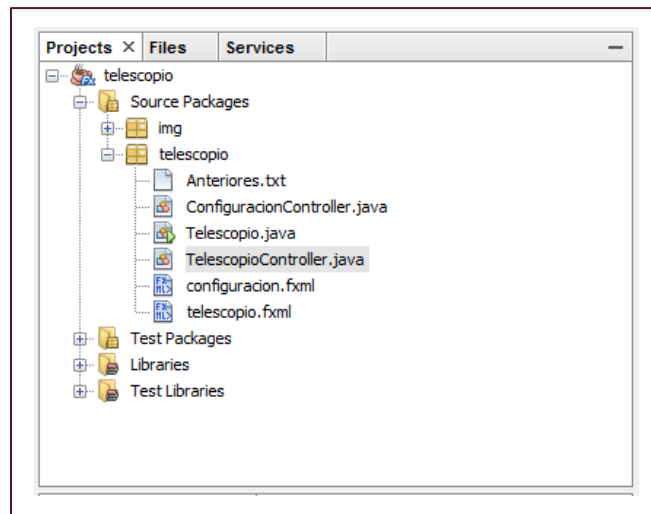 Projects × Files Services
telescopio
Source Packages
img
telescopio
Anteriores.txt
ConfiguracionController.java
Telescopio.java
TelescopioController.java
configuracion.fxml
telescopio.fxml
Test Packages
Libraries
Test Libraries